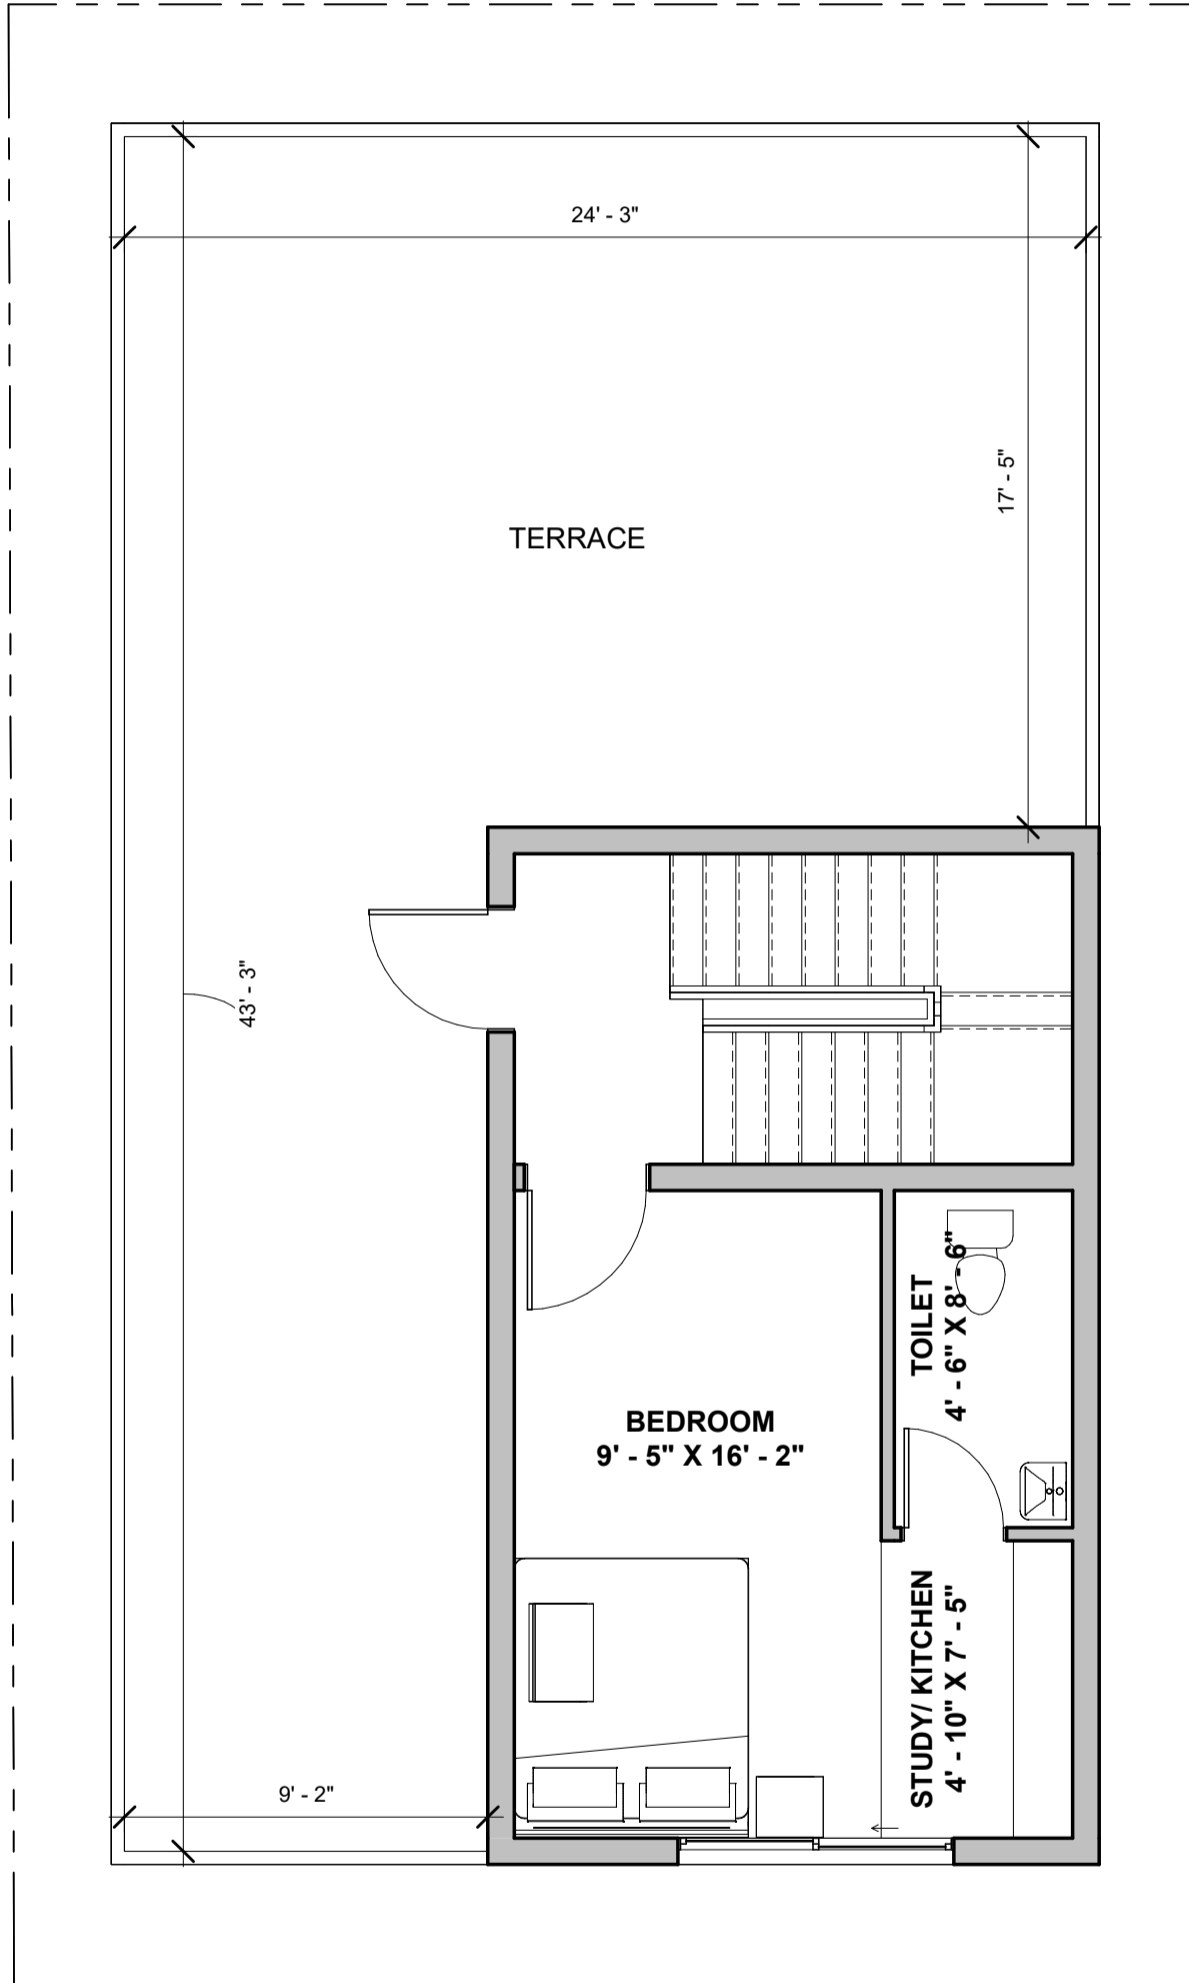 24' - 3"
17' - 5"
TERRACE
43' - 3"
TOILET
4' - 6" X 8' - 6"
BEDROOM
9' - 5" X 16' - 2"
STUDY/ KITCHEN
4' - 10" X 7' - 5"
9' - 2"